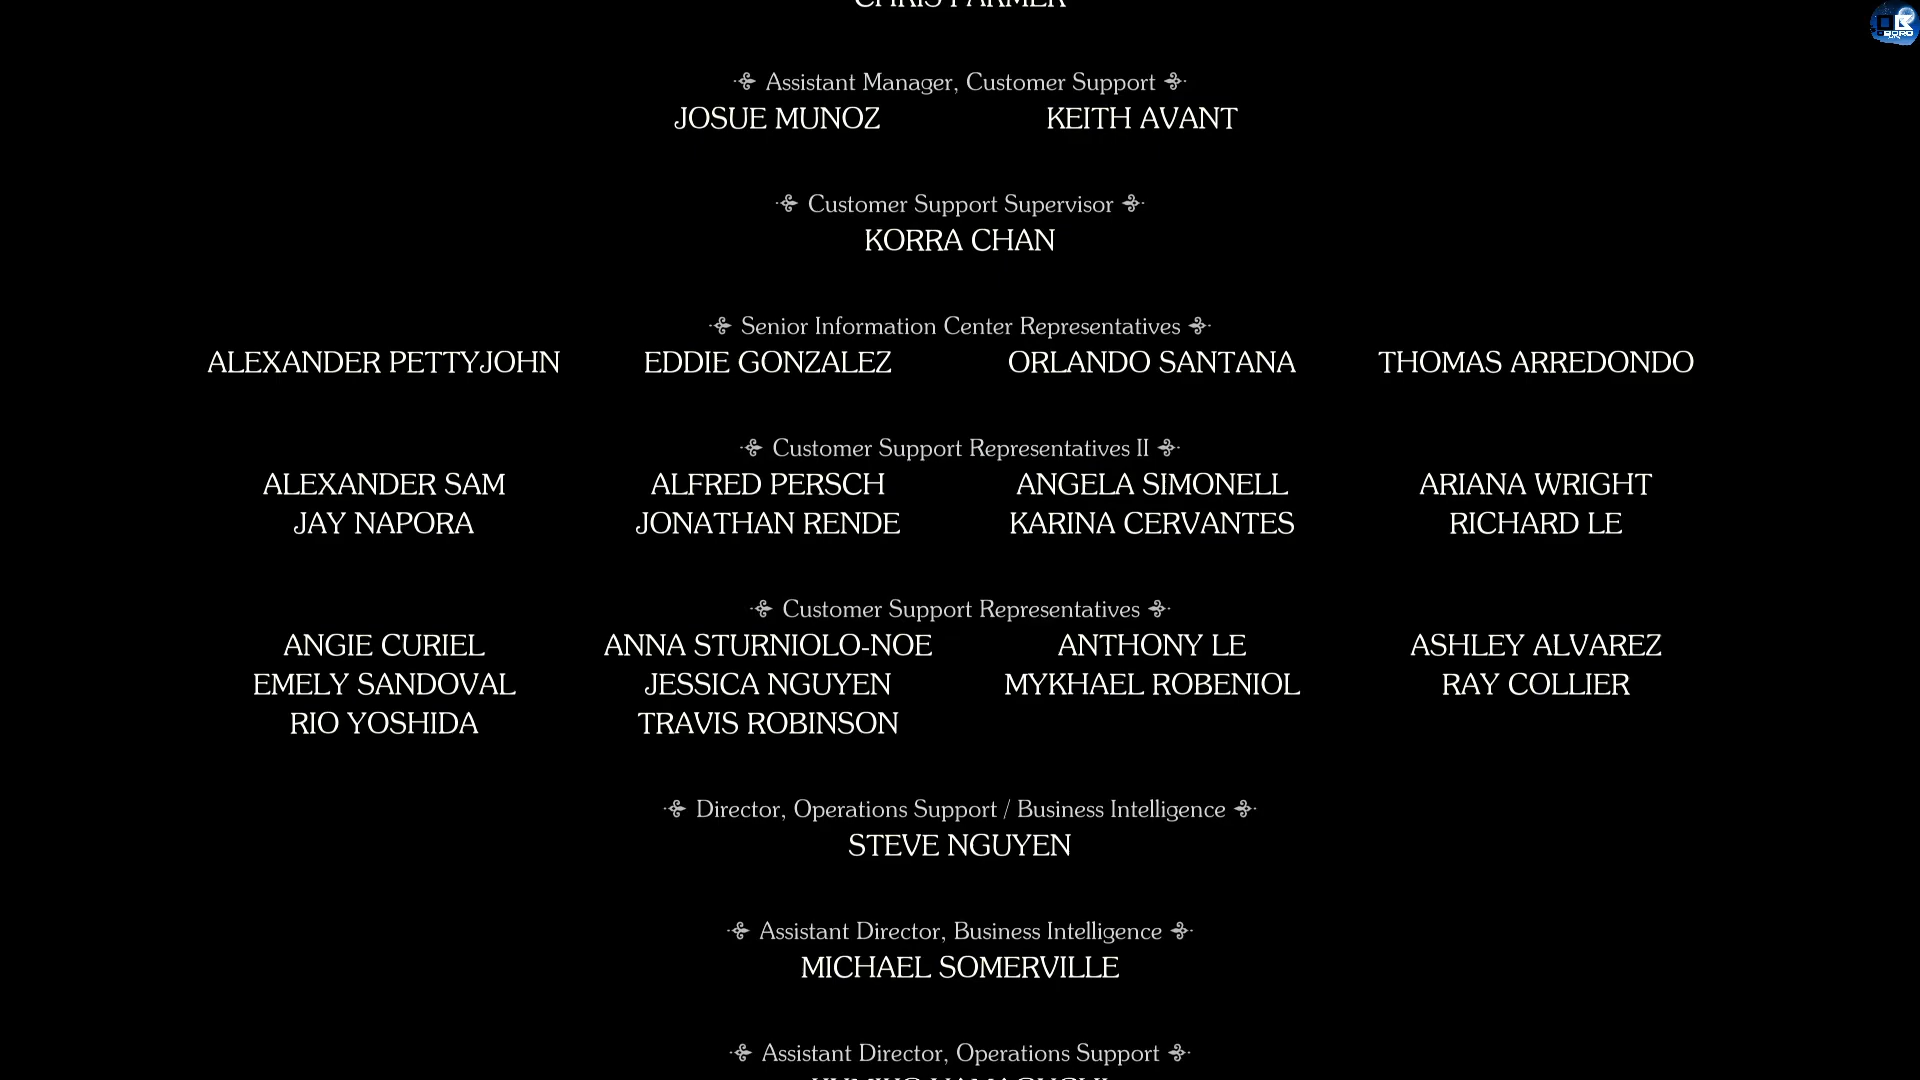 CHRIS FARMER
Assistant Manager, Customer Support
JOSUE MUNOZ KEITH AVANT
Customer Support Supervisor
KORRA CHAN
Senior Information Center Representatives
ALEXANDER PETTYJOHN EDDIE GONZALEZ ORLANDO SANTANA THOMAS ARREDONDO
Customer Support Representatives II
ALEXANDER SAM ALFRED PERSCH ANGELA SIMONELL ARIANA WRIGHT
JAY NAPORA JONATHAN RENDE KARINA CERVANTES RICHARD LE
Customer Support Representatives
ANGIE CURIEL ANNA STURNIOLO-NOE ANTHONY LE ASHLEY ALVAREZ
EMELY SANDOVAL JESSICA NGUYEN MYKHAEL ROBENIOL RAY COLLIER
RIO YOSHIDA TRAVIS ROBINSON
Director, Operations Support / Business Intelligence
STEVE NGUYEN
Assistant Director, Business Intelligence
MICHAEL SOMERVILLE
Assistant Director, Operations Support